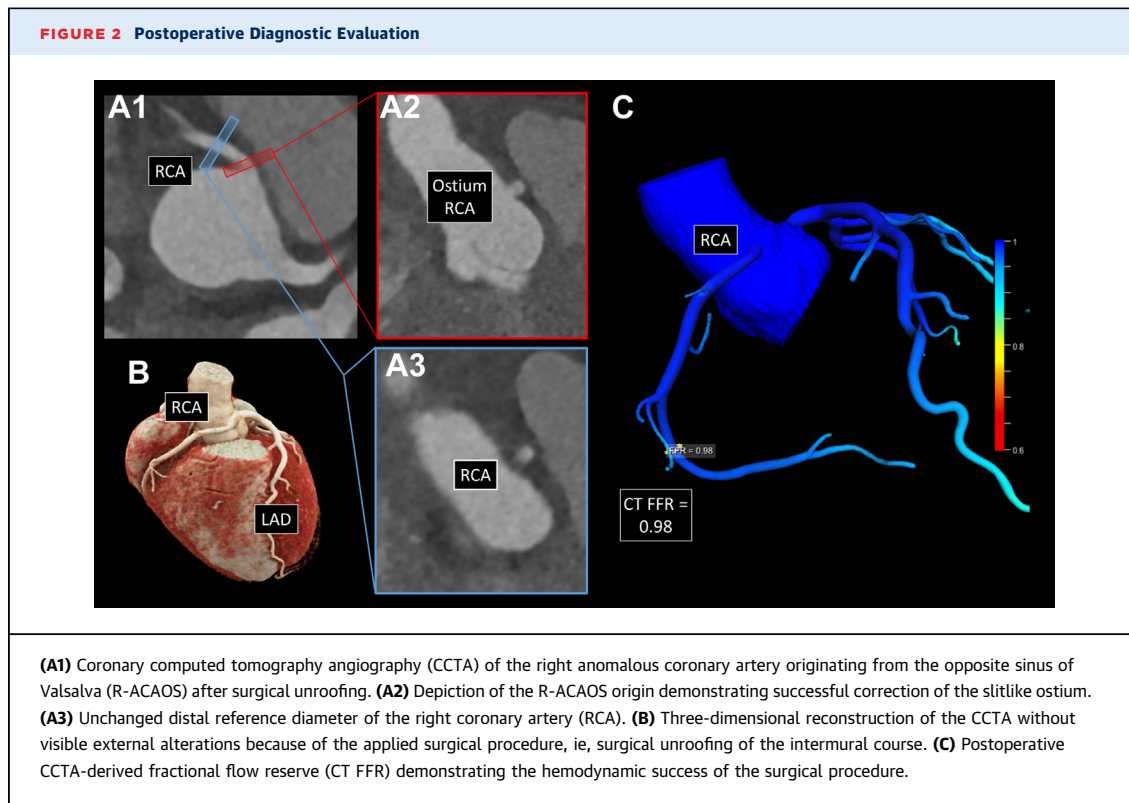 FIGURE 2 Postoperative Diagnostic Evaluation
A1
RCA
A2
Ostium
RCA
A3
RCA
B
RCA
LAD
C
RCA
1
0.8
0.6
FFR = 0.98
CT FFR =
0.98
(A1) Coronary computed tomography angiography (CCTA) of the right anomalous coronary artery originating from the opposite sinus of
Valsalva (R-ACAOS) after surgical unroofing. (A2) Depiction of the R-ACAOS origin demonstrating successful correction of the slitlike ostium.
(A3) Unchanged distal reference diameter of the right coronary artery (RCA). (B) Three-dimensional reconstruction of the CCTA without
visible external alterations because of the applied surgical procedure, ie, surgical unroofing of the intermural course. (C) Postoperative
CCTA-derived fractional flow reserve (CT FFR) demonstrating the hemodynamic success of the surgical procedure.